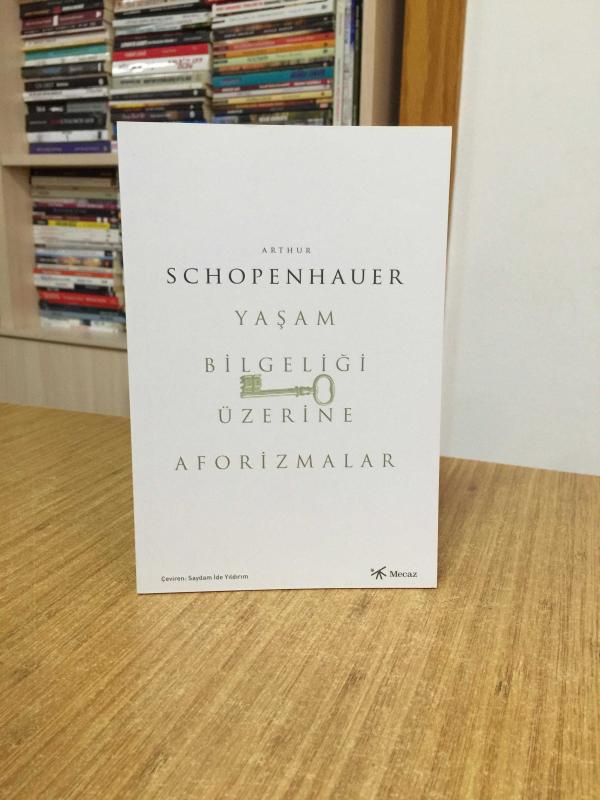 ARTHUR
SCHOPENHAUER
YAŞAM
BİLGELİĞİ
ÜZERİNE
AFORİZMALAR
Çeviren: Saydam İde Yıldırım
Mecaz